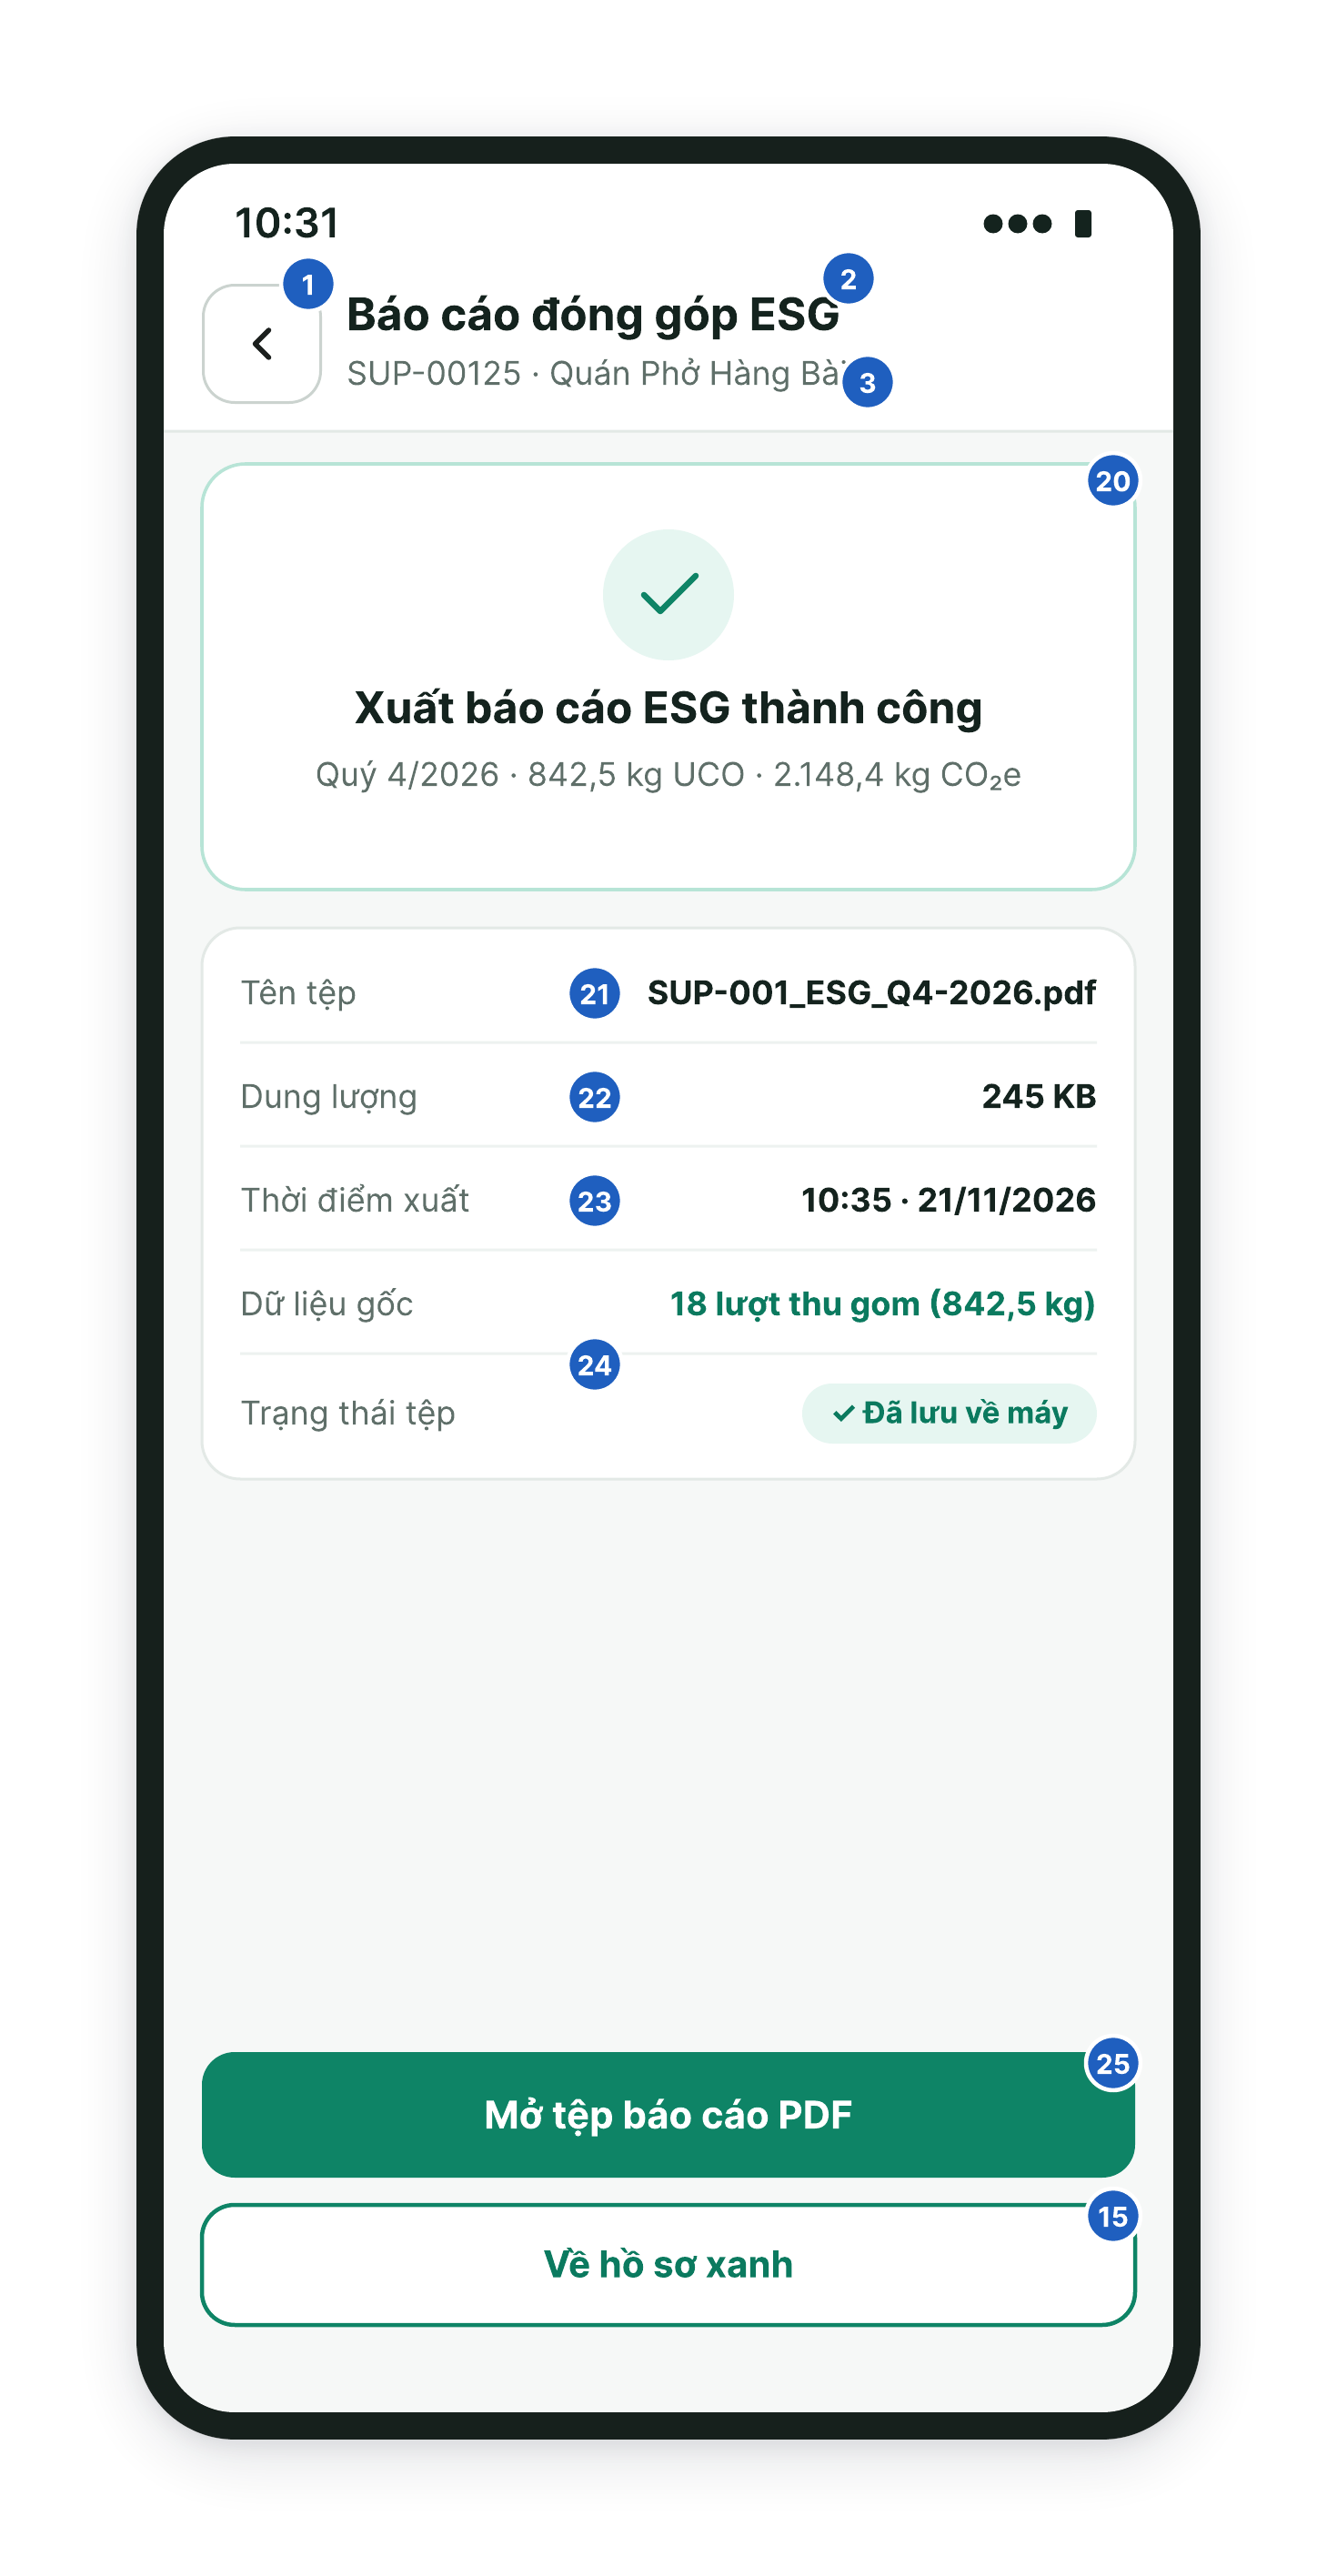 10:31
1
2
Báo cáo đóng góp ESG
SUP-00125 · Quán Phở Hàng Bài
3
20
Xuất báo cáo ESG thành công
Quý 4/2026 · 842,5 kg UCO · 2.148,4 kg CO₂e
Tên tệp 21 SUP-001_ESG_Q4-2026.pdf
Dung lượng 22 245 KB
Thời điểm xuất 23 10:35 · 21/11/2026
Dữ liệu gốc 18 lượt thu gom (842,5 kg)
24
Trạng thái tệp ✓ Đã lưu về máy
25
Mở tệp báo cáo PDF
15
Về hồ sơ xanh